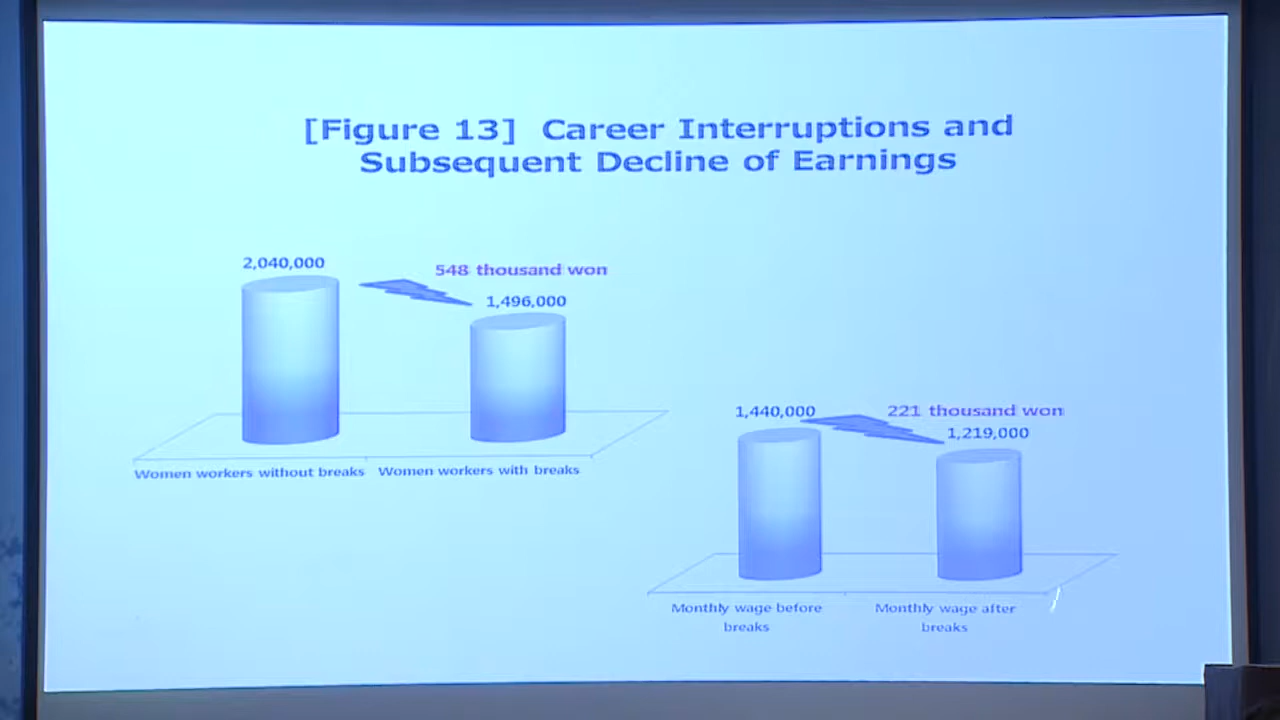 [Figure 13] Career Interruptions and
Subsequent Decline of Earnings
2,040,000
548 thousand won
1,496,000
Women workers without breaks
Women workers with breaks
1,440,000
221 thousand won
1,219,000
Monthly wage before
breaks
Monthly wage after
breaks